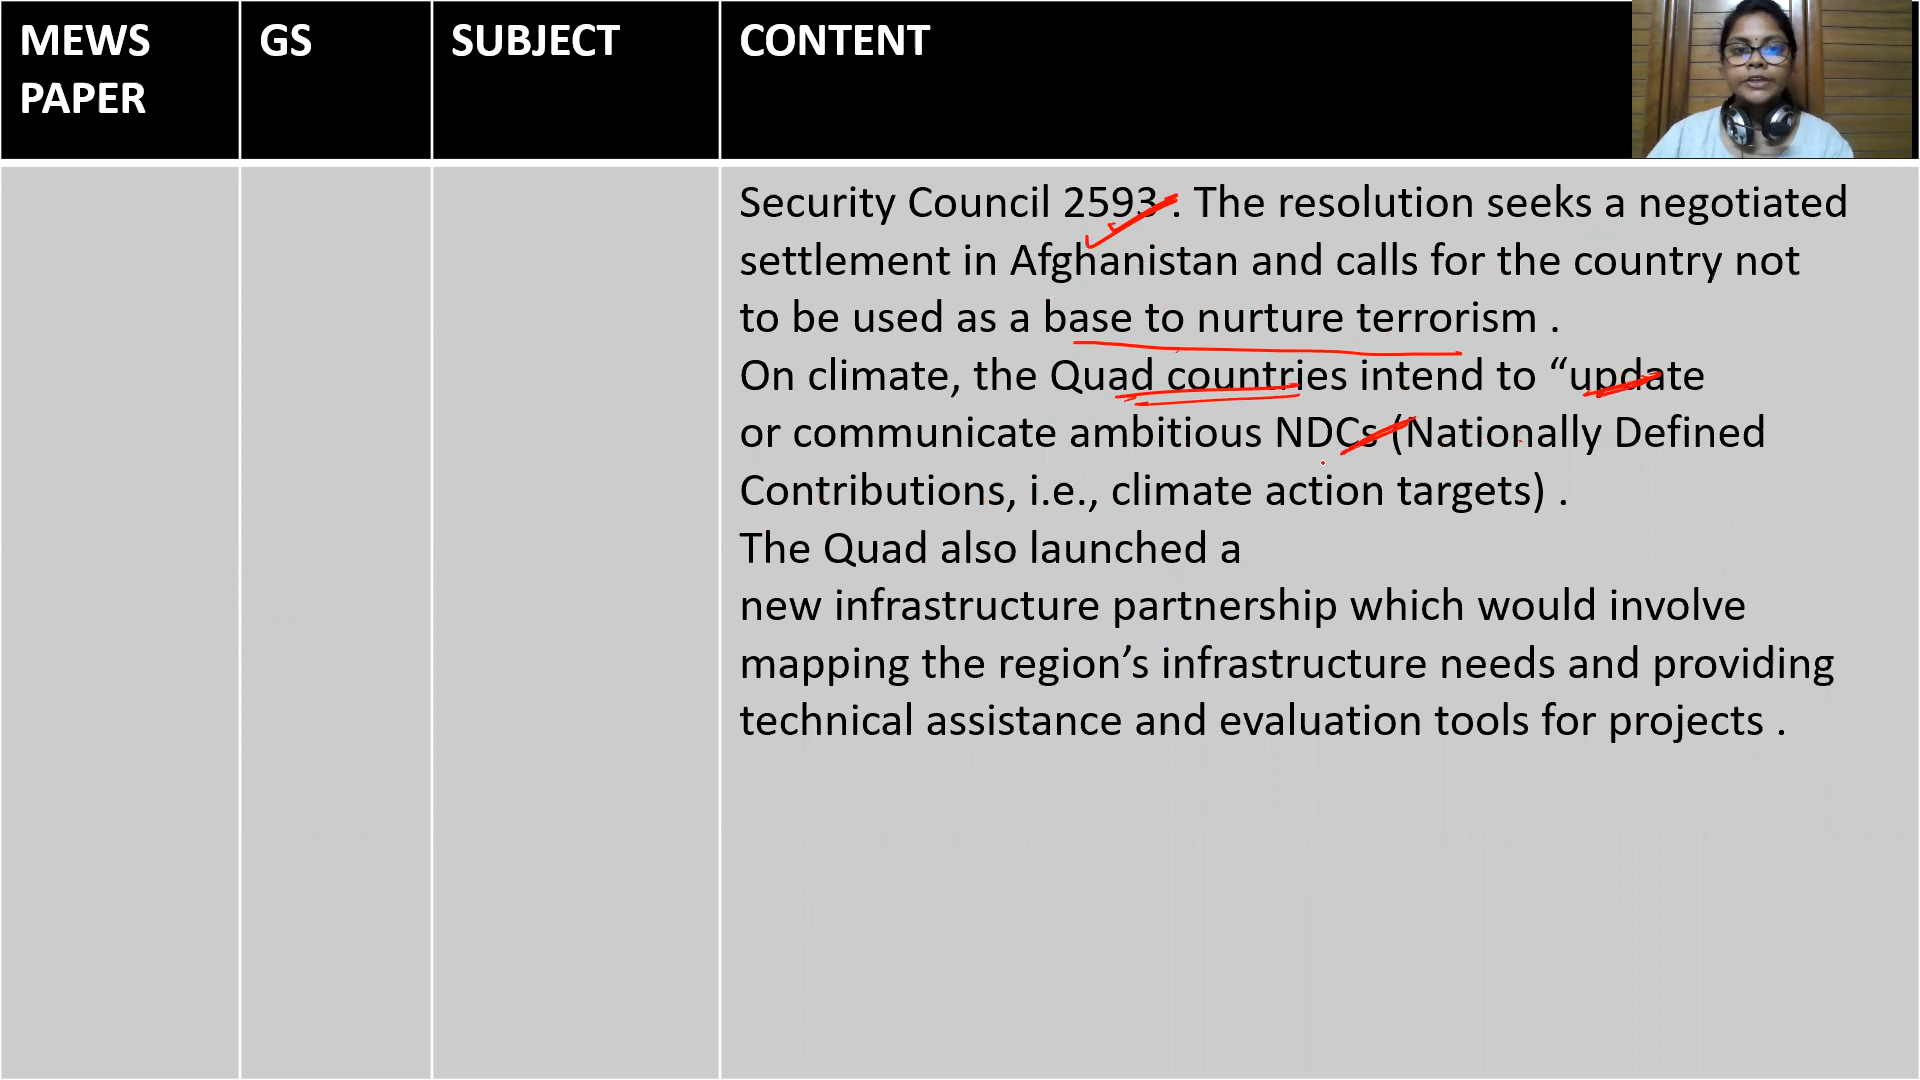 MEWS
PAPER
GS
SUBJECT
CONTENT
Security Council 2593 . The resolution seeks a negotiated
settlement in Afghanistan and calls for the country not
to be used as a base to nurture terrorism .
On climate, the Quad countries intend to “update
or communicate ambitious NDCs (Nationally Defined
Contributions, i.e., climate action targets) .
The Quad also launched a
new infrastructure partnership which would involve
mapping the region’s infrastructure needs and providing
technical assistance and evaluation tools for projects .